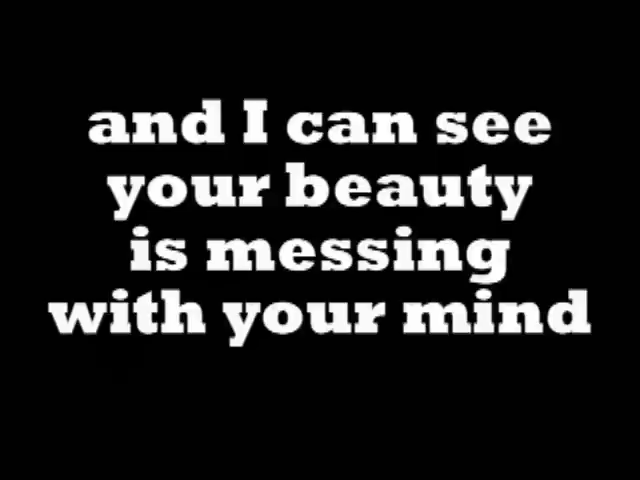 and I can see
your beauty
is messing
with your mind